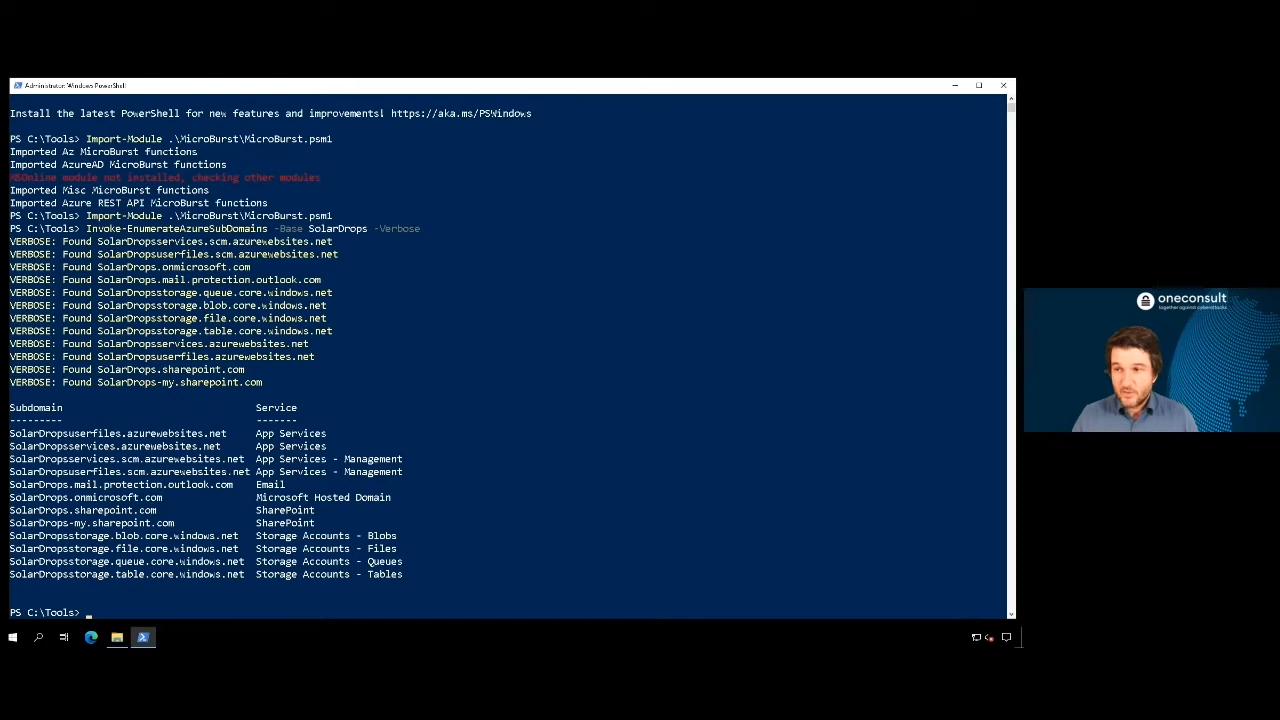 Administrator: Windows PowerShell
Install the latest PowerShell for new features and improvements! https://aka.ms/PSWindows
PS C:\Tools> Import-Module .\MicroBurst\MicroBurst.psm1
Imported Az MicroBurst functions
Imported AzureAD MicroBurst functions
MSOnline module not installed, checking other modules
Imported Misc MicroBurst functions
Imported Azure REST API MicroBurst functions
PS C:\Tools> Import-Module .\MicroBurst\MicroBurst.psm1
PS C:\Tools> Invoke-EnumerateAzureSubDomains -Base SolarDrops -Verbose
VERBOSE: Found SolarDropsservices.scm.azurewebsites.net
VERBOSE: Found SolarDropsuserfiles.scm.azurewebsites.net
VERBOSE: Found SolarDrops.onmicrosoft.com
VERBOSE: Found SolarDrops.mail.protection.outlook.com
VERBOSE: Found SolarDropsstorage.queue.core.windows.net
VERBOSE: Found SolarDropsstorage.blob.core.windows.net
VERBOSE: Found SolarDropsstorage.file.core.windows.net
VERBOSE: Found SolarDropsstorage.table.core.windows.net
VERBOSE: Found SolarDropsservices.azurewebsites.net
VERBOSE: Found SolarDropsuserfiles.azurewebsites.net
VERBOSE: Found SolarDrops.sharepoint.com
VERBOSE: Found SolarDrops-my.sharepoint.com
Subdomain Service
--------- -------
SolarDropsuserfiles.azurewebsites.net App Services
SolarDropsservices.azurewebsites.net App Services
SolarDropsservices.scm.azurewebsites.net App Services - Management
SolarDropsuserfiles.scm.azurewebsites.net App Services - Management
SolarDrops.mail.protection.outlook.com Email
SolarDrops.onmicrosoft.com Microsoft Hosted Domain
SolarDrops.sharepoint.com SharePoint
SolarDrops-my.sharepoint.com SharePoint
SolarDropsstorage.blob.core.windows.net Storage Accounts - Blobs
SolarDropsstorage.file.core.windows.net Storage Accounts - Files
SolarDropsstorage.queue.core.windows.net Storage Accounts - Queues
SolarDropsstorage.table.core.windows.net Storage Accounts - Tables
PS C:\Tools>
oneconsult
together against cyberattacks